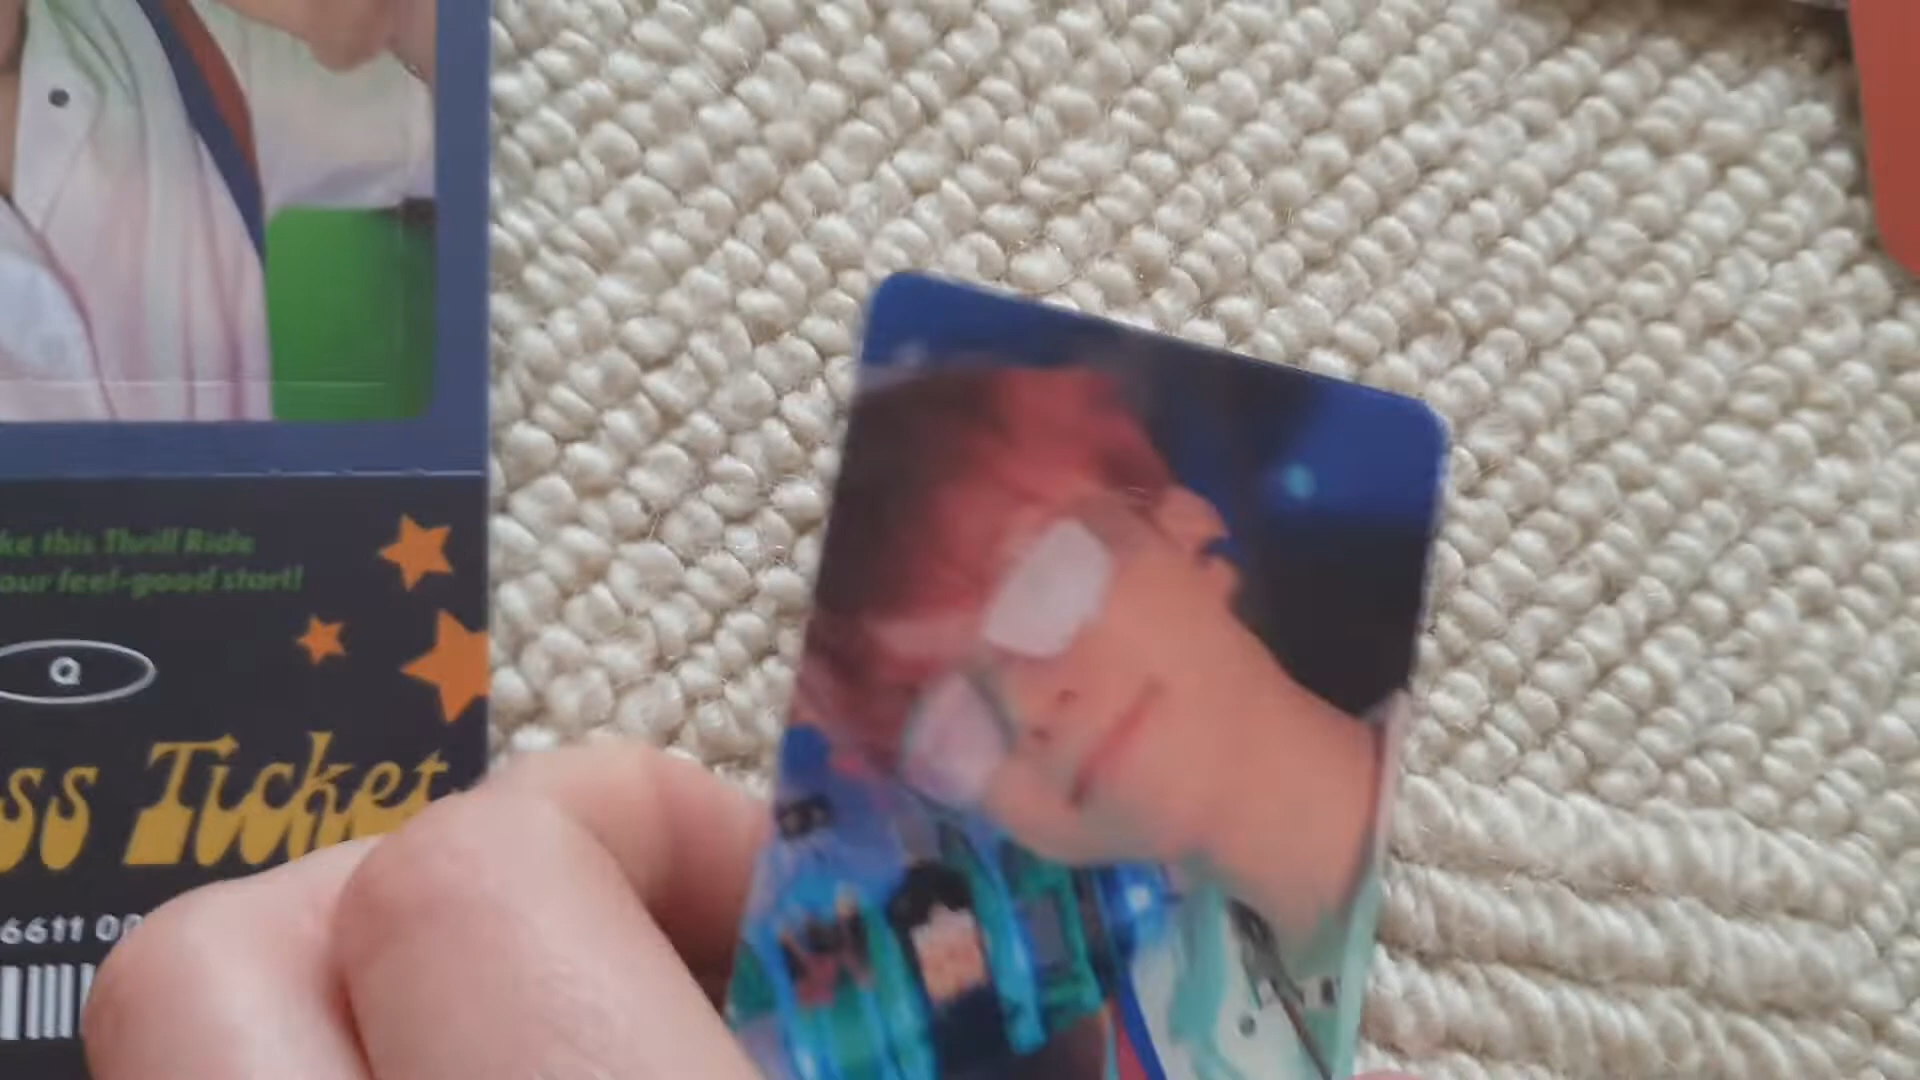 ke this Thrill Ride
our feel-good start!
Q
ss Ticket
6611 00